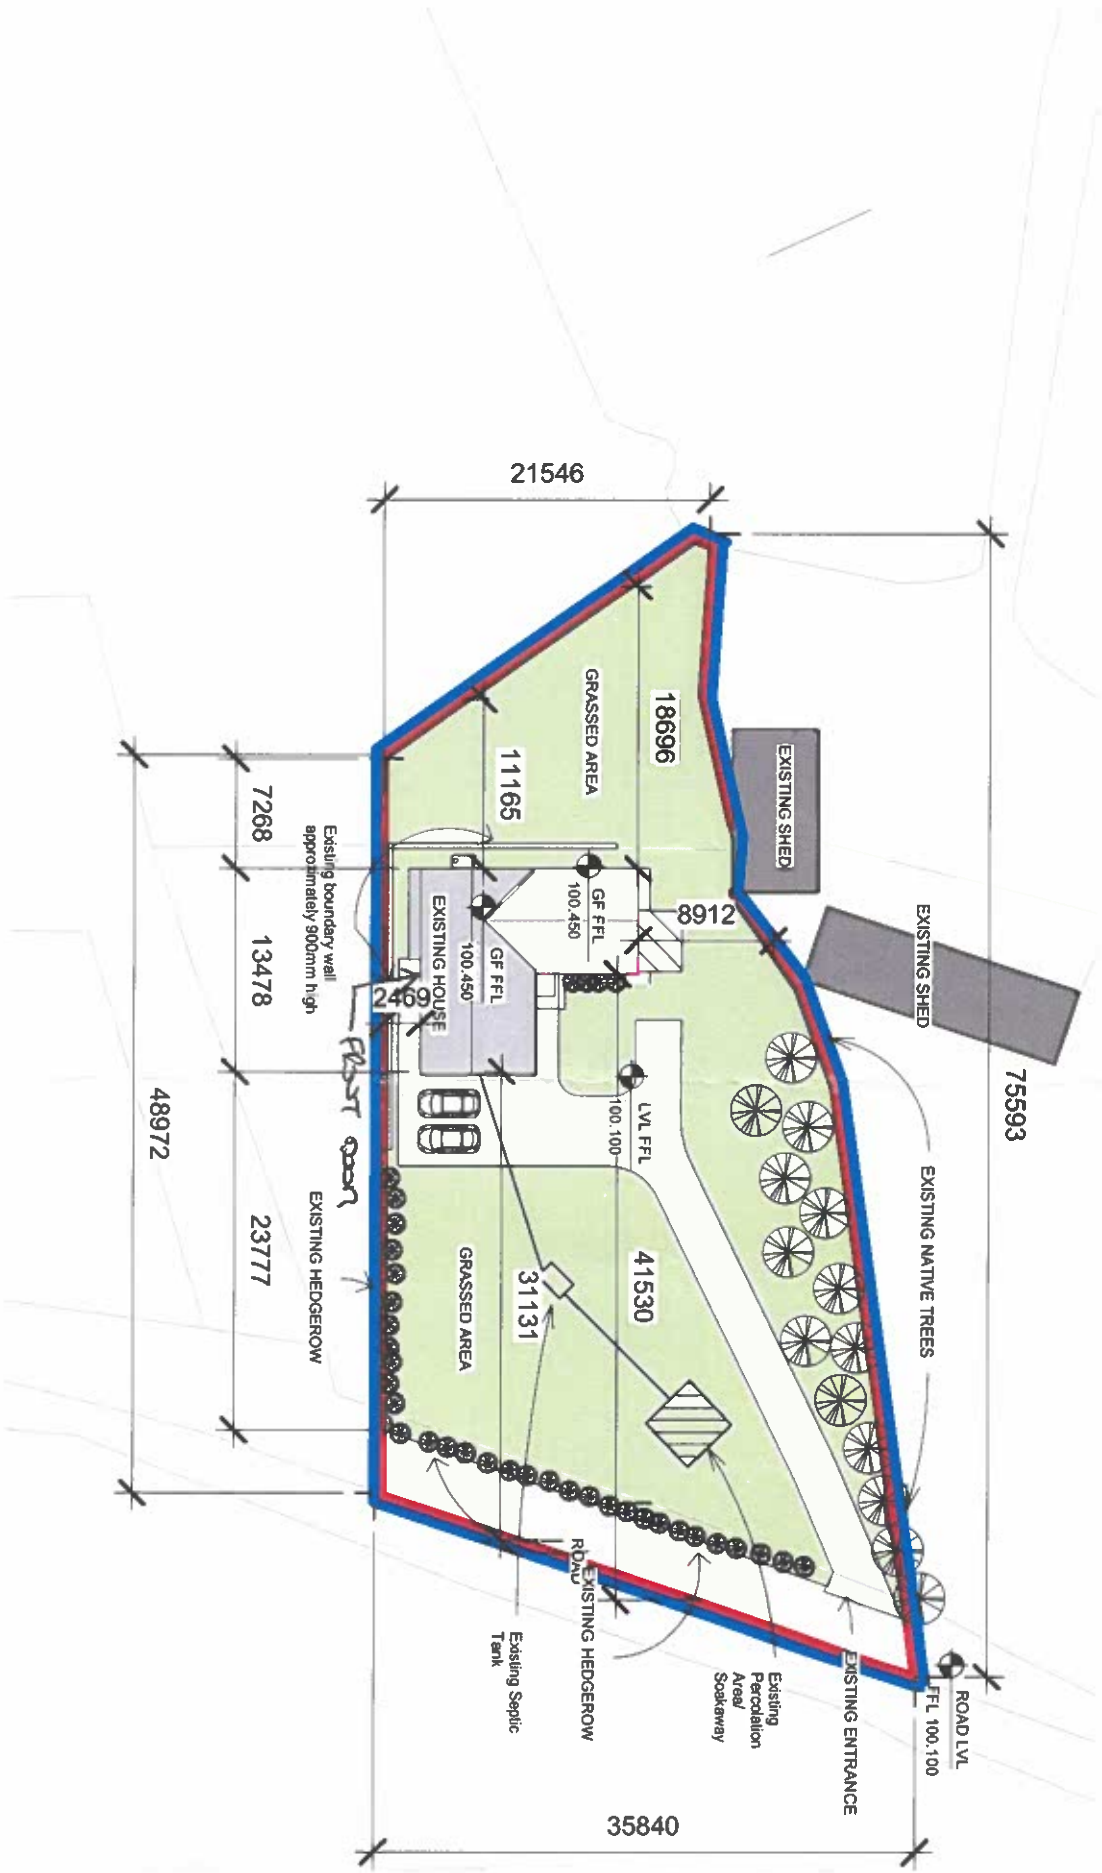 21546
75593
18696
GRASSED AREA
11165
EXISTING SHED
EXISTING SHED
8912
GF FFL
100.450
GF FFL
100.450
EXISTING HOUSE
2469
7268
13478
23777
48972
Existing boundary wall
approximately 900mm high
FRONT DOOR
LVL FFL
100.100
EXISTING NATIVE TREES
EXISTING HEDGEROW
GRASSED AREA
31131
41530
EXISTING HEDGEROW
ROAD
Existing Septic
Tank
Existing
Percolation
Area/
Soakaway
EXISTING ENTRANCE
ROAD LVL
FFL 100.100
35840